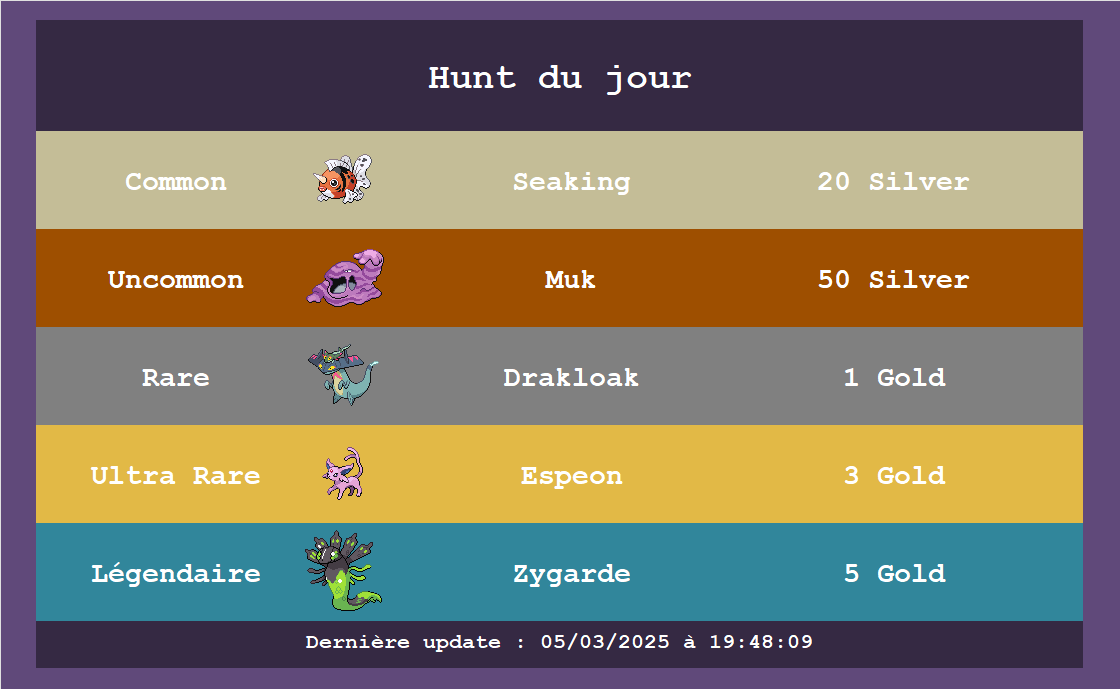 Hunt du jour
Common Seaking 20 Silver
Uncommon Muk 50 Silver
Rare Drakloak 1 Gold
Ultra Rare Espeon 3 Gold
Légendaire Zygarde 5 Gold
Dernière update : 05/03/2025 à 19:48:09